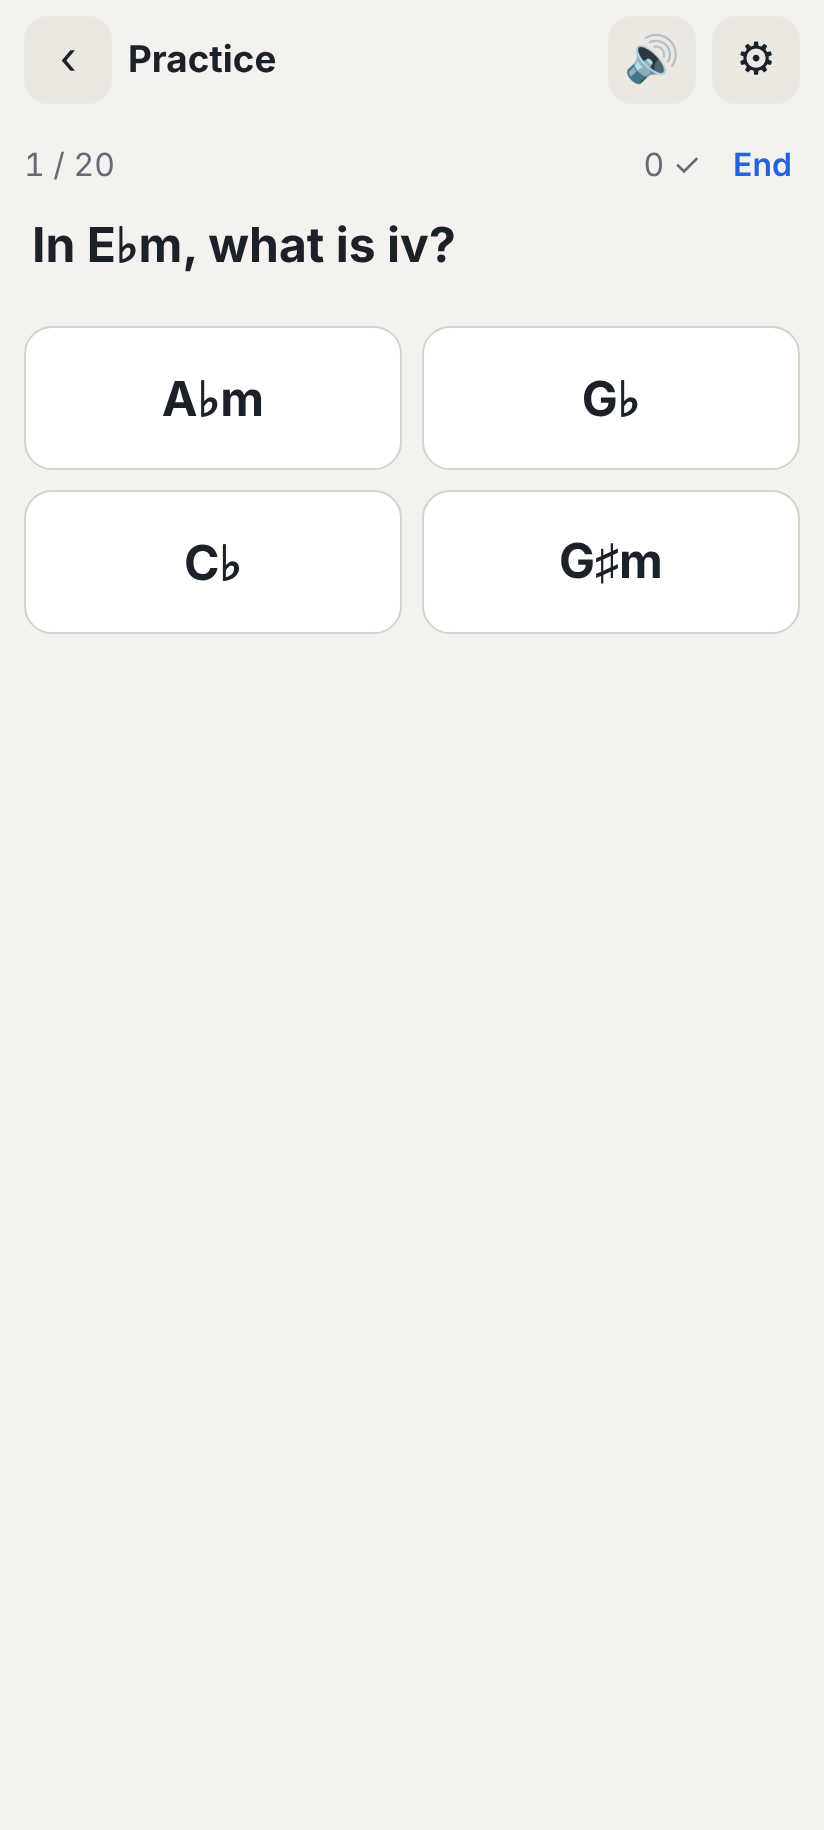 ‹ Practice 🔊 ⚙
1 / 20 0 ✓ End
In E♭m, what is iv?
A♭m G♭
C♭ G♯m